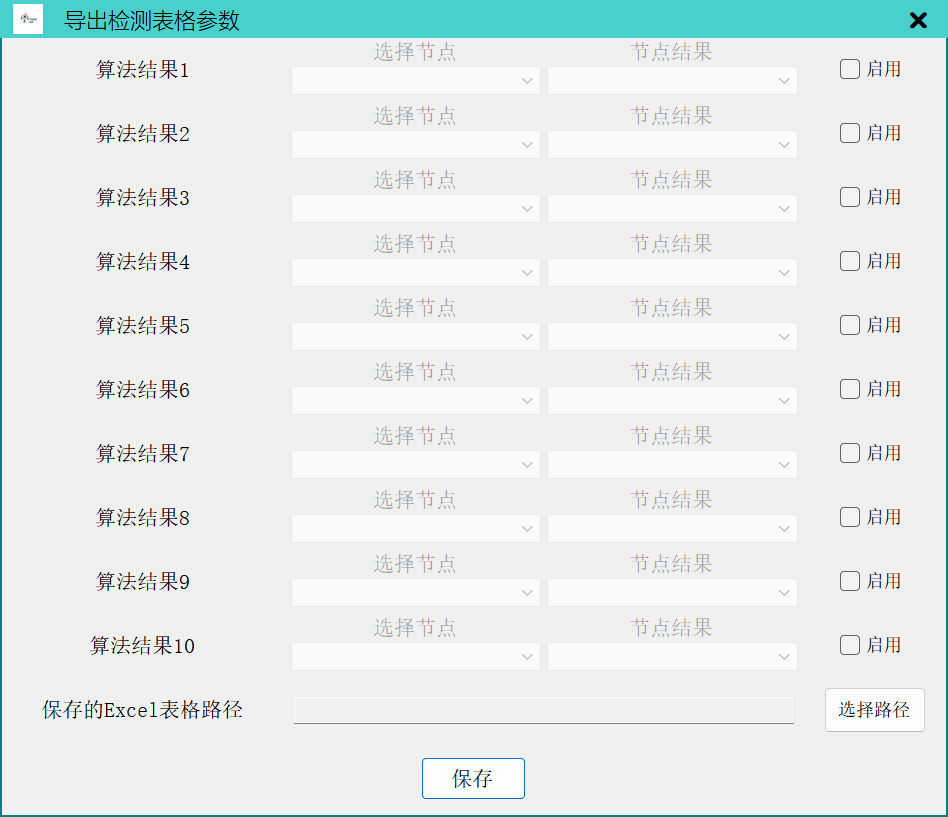 导出检测表格参数
选择节点 节点结果
算法结果1 启用
选择节点 节点结果
算法结果2 启用
选择节点 节点结果
算法结果3 启用
选择节点 节点结果
算法结果4 启用
选择节点 节点结果
算法结果5 启用
选择节点 节点结果
算法结果6 启用
选择节点 节点结果
算法结果7 启用
选择节点 节点结果
算法结果8 启用
选择节点 节点结果
算法结果9 启用
选择节点 节点结果
算法结果10 启用
保存的Excel表格路径 选择路径
保存